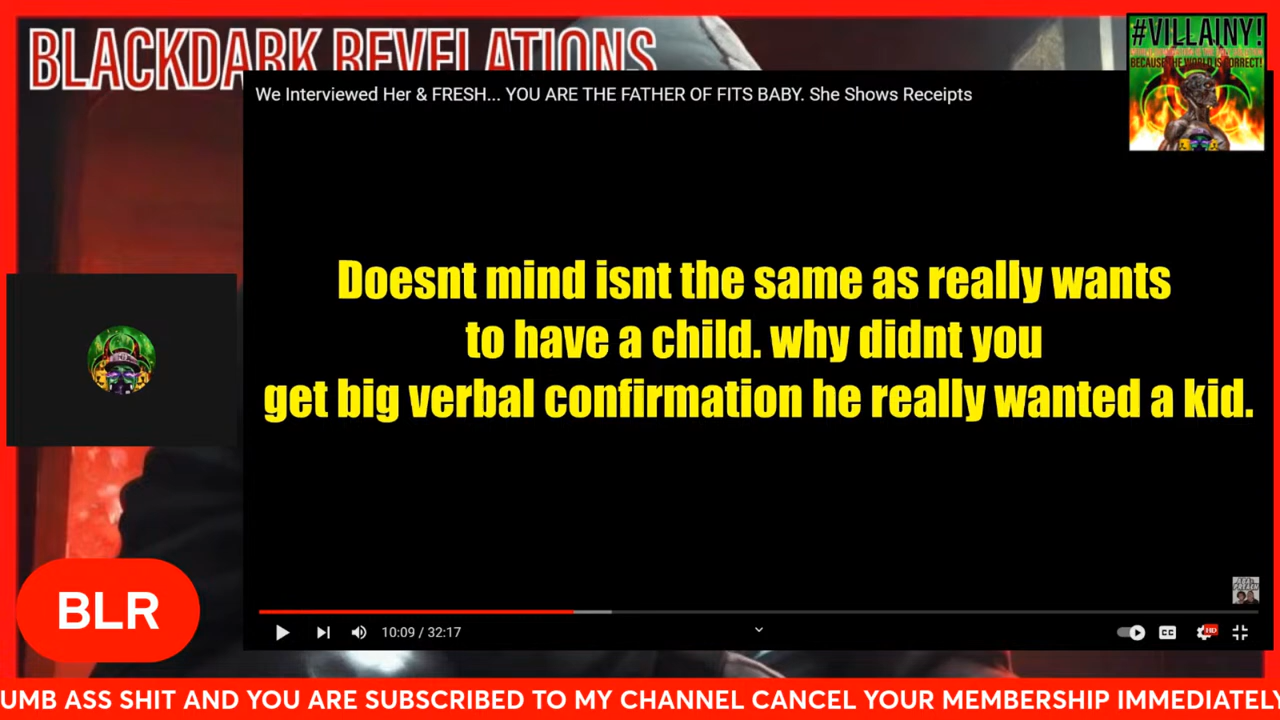 BLACKDARK REVELATIONS
#VILLAINY!
BECAUSE THE WORLD IS CORRECT!
We Interviewed Her & FRESH... YOU ARE THE FATHER OF FITS BABY. She Shows Receipts
Doesnt mind isnt the same as really wants
to have a child. why didnt you
get big verbal confirmation he really wanted a kid.
BLR
10:09 / 32:17
CC
HD
UMB ASS SHIT AND YOU ARE SUBSCRIBED TO MY CHANNEL CANCEL YOUR MEMBERSHIP IMMEDIATELY